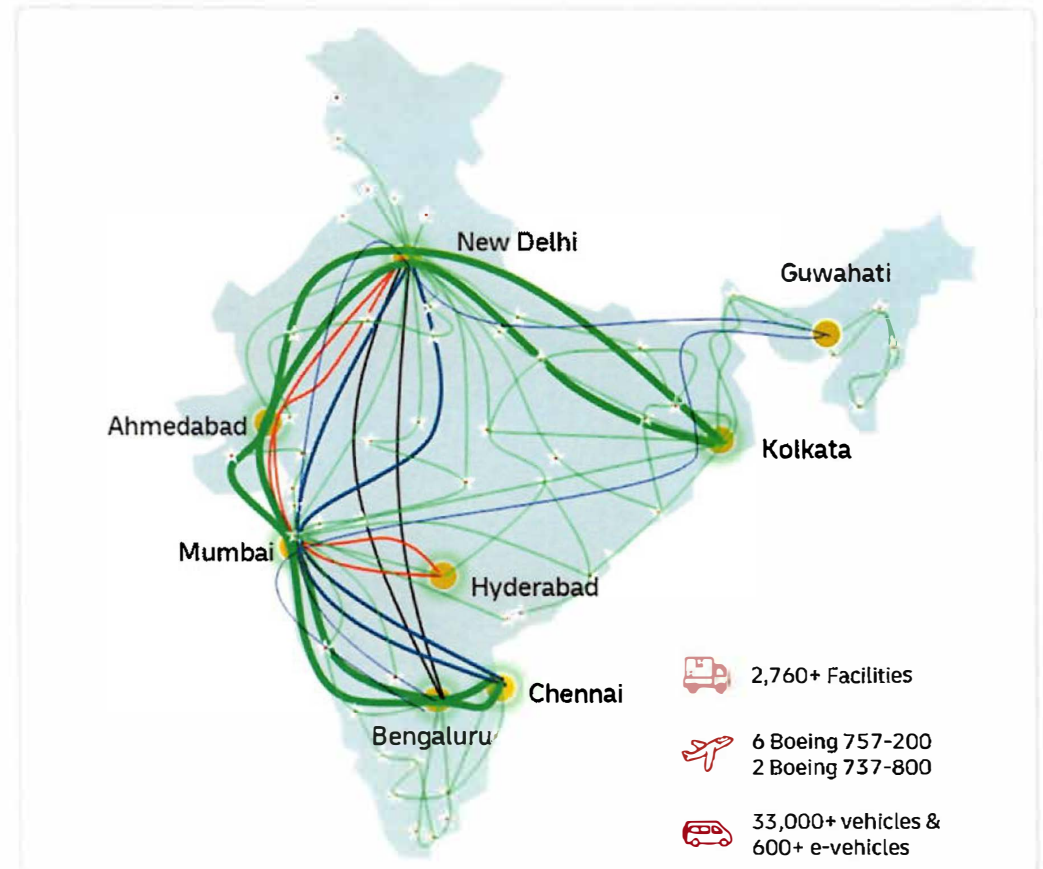 New Delhi
Guwahati
Ahmedabad
Kolkata
Mumbai
Hyderabad
Chennai
Bengaluru
2,760+ Facilities
6 Boeing 757-200
2 Boeing 737-800
33,000+ vehicles &
600+ e-vehicles